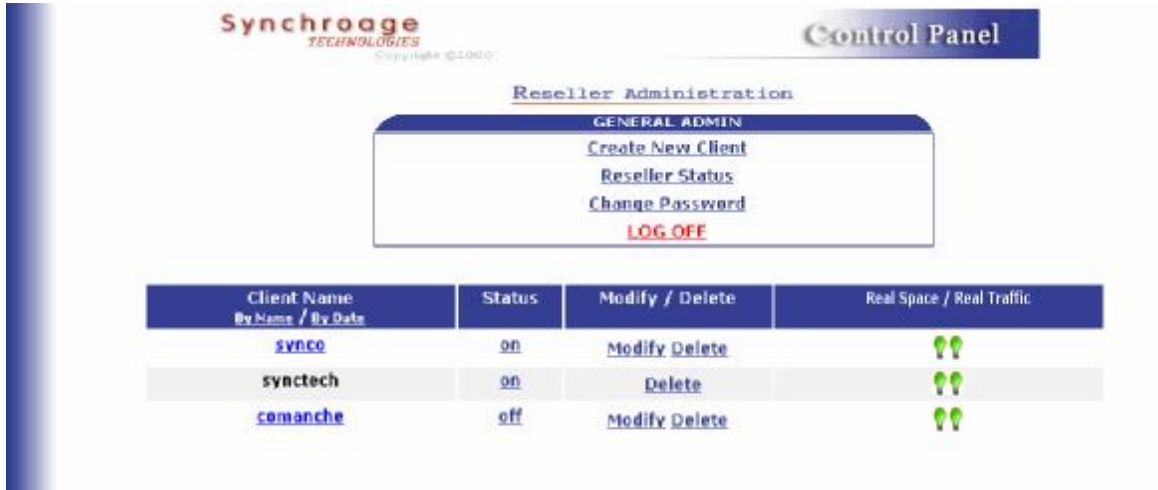 Synchroage
TECHNOLOGIES
Copyright ©2000
Control Panel
Reseller Administration
GENERAL ADMIN
Create New Client
Reseller Status
Change Password
LOG OFF
Client Name Status Modify / Delete Real Space / Real Traffic
By Name / By Date
synco on Modify Delete
synctech on Delete
comanche off Modify Delete